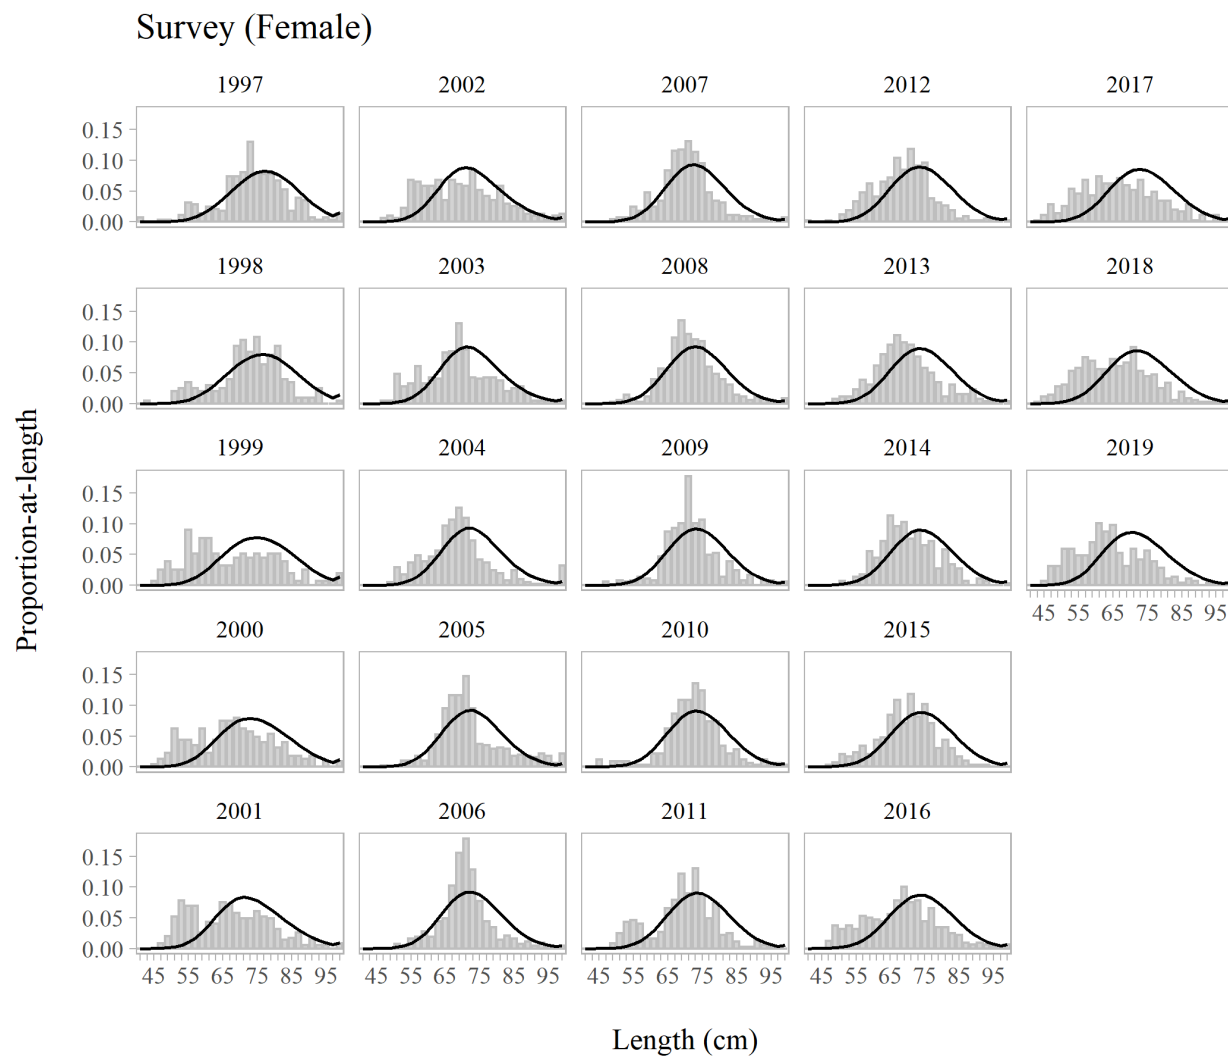 Survey (Female)
1997 2002 2007 2012 2017
0.15
0.10
0.05
0.00
1998 2003 2008 2013 2018
0.15
0.10
0.05
0.00
1999 2004 2009 2014 2019
0.15
0.10
0.05
0.00
45 55 65 75 85 95
2000 2005 2010 2015
0.15
0.10
0.05
0.00
2001 2006 2011 2016
0.15
0.10
0.05
0.00
45 55 65 75 85 95 45 55 65 75 85 95 45 55 65 75 85 95 45 55 65 75 85 95
Proportion-at-length
Length (cm)